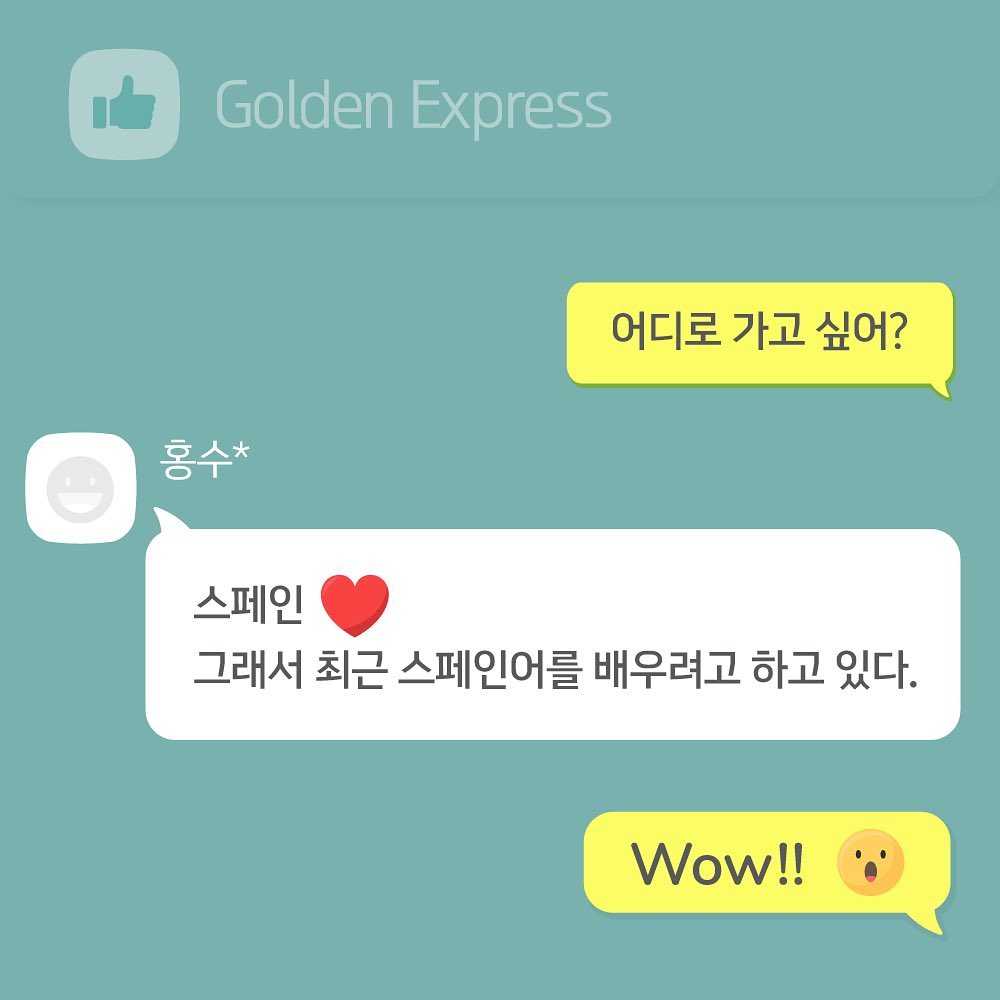 Golden Express
어디로 가고 싶어?
홍수*
스페인 ❤️
그래서 최근 스페인어를 배우려고 하고 있다.
Wow!! 😮